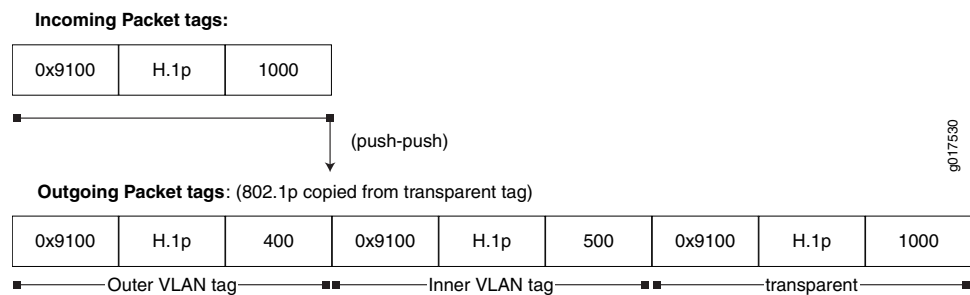 Incoming Packet tags:
0x9100 H.1p 1000
(push-push)
g017530
Outgoing Packet tags: (802.1p copied from transparent tag)
0x9100 H.1p 400 0x9100 H.1p 500 0x9100 H.1p 1000
Outer VLAN tag Inner VLAN tag transparent